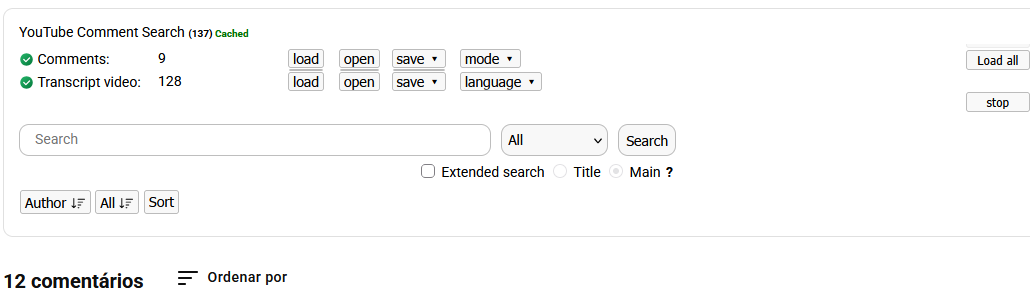 YouTube Comment Search (137) Cached
Comments: 9 load open save ▼ mode ▼
Load all
Transcript video: 128 load open save ▼ language ▼
stop
Search All Search
Extended search Title Main ?
Author All Sort
12 comentários Ordenar por